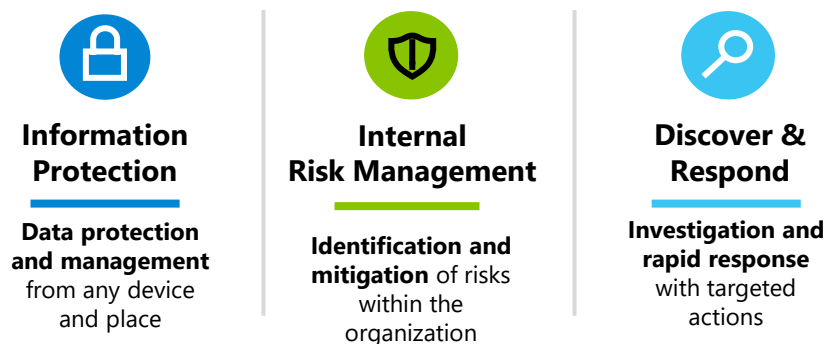 Information
Protection
Data protection
and management
from any device
and place
Internal
Risk Management
Identification and
mitigation of risks
within the
organization
Discover &
Respond
Investigation and
rapid response
with targeted
actions